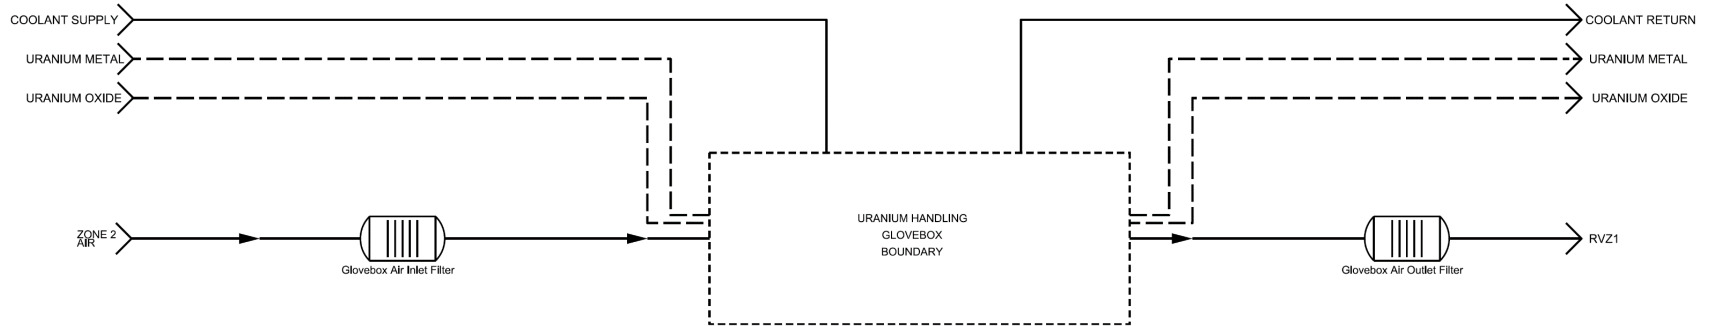 COOLANT SUPPLY
COOLANT RETURN
URANIUM METAL
URANIUM METAL
URANIUM OXIDE
URANIUM OXIDE
URANIUM HANDLING
GLOVEBOX
BOUNDARY
ZONE 2
AIR
RVZ1
Glovebox Air Inlet Filter
Glovebox Air Outlet Filter